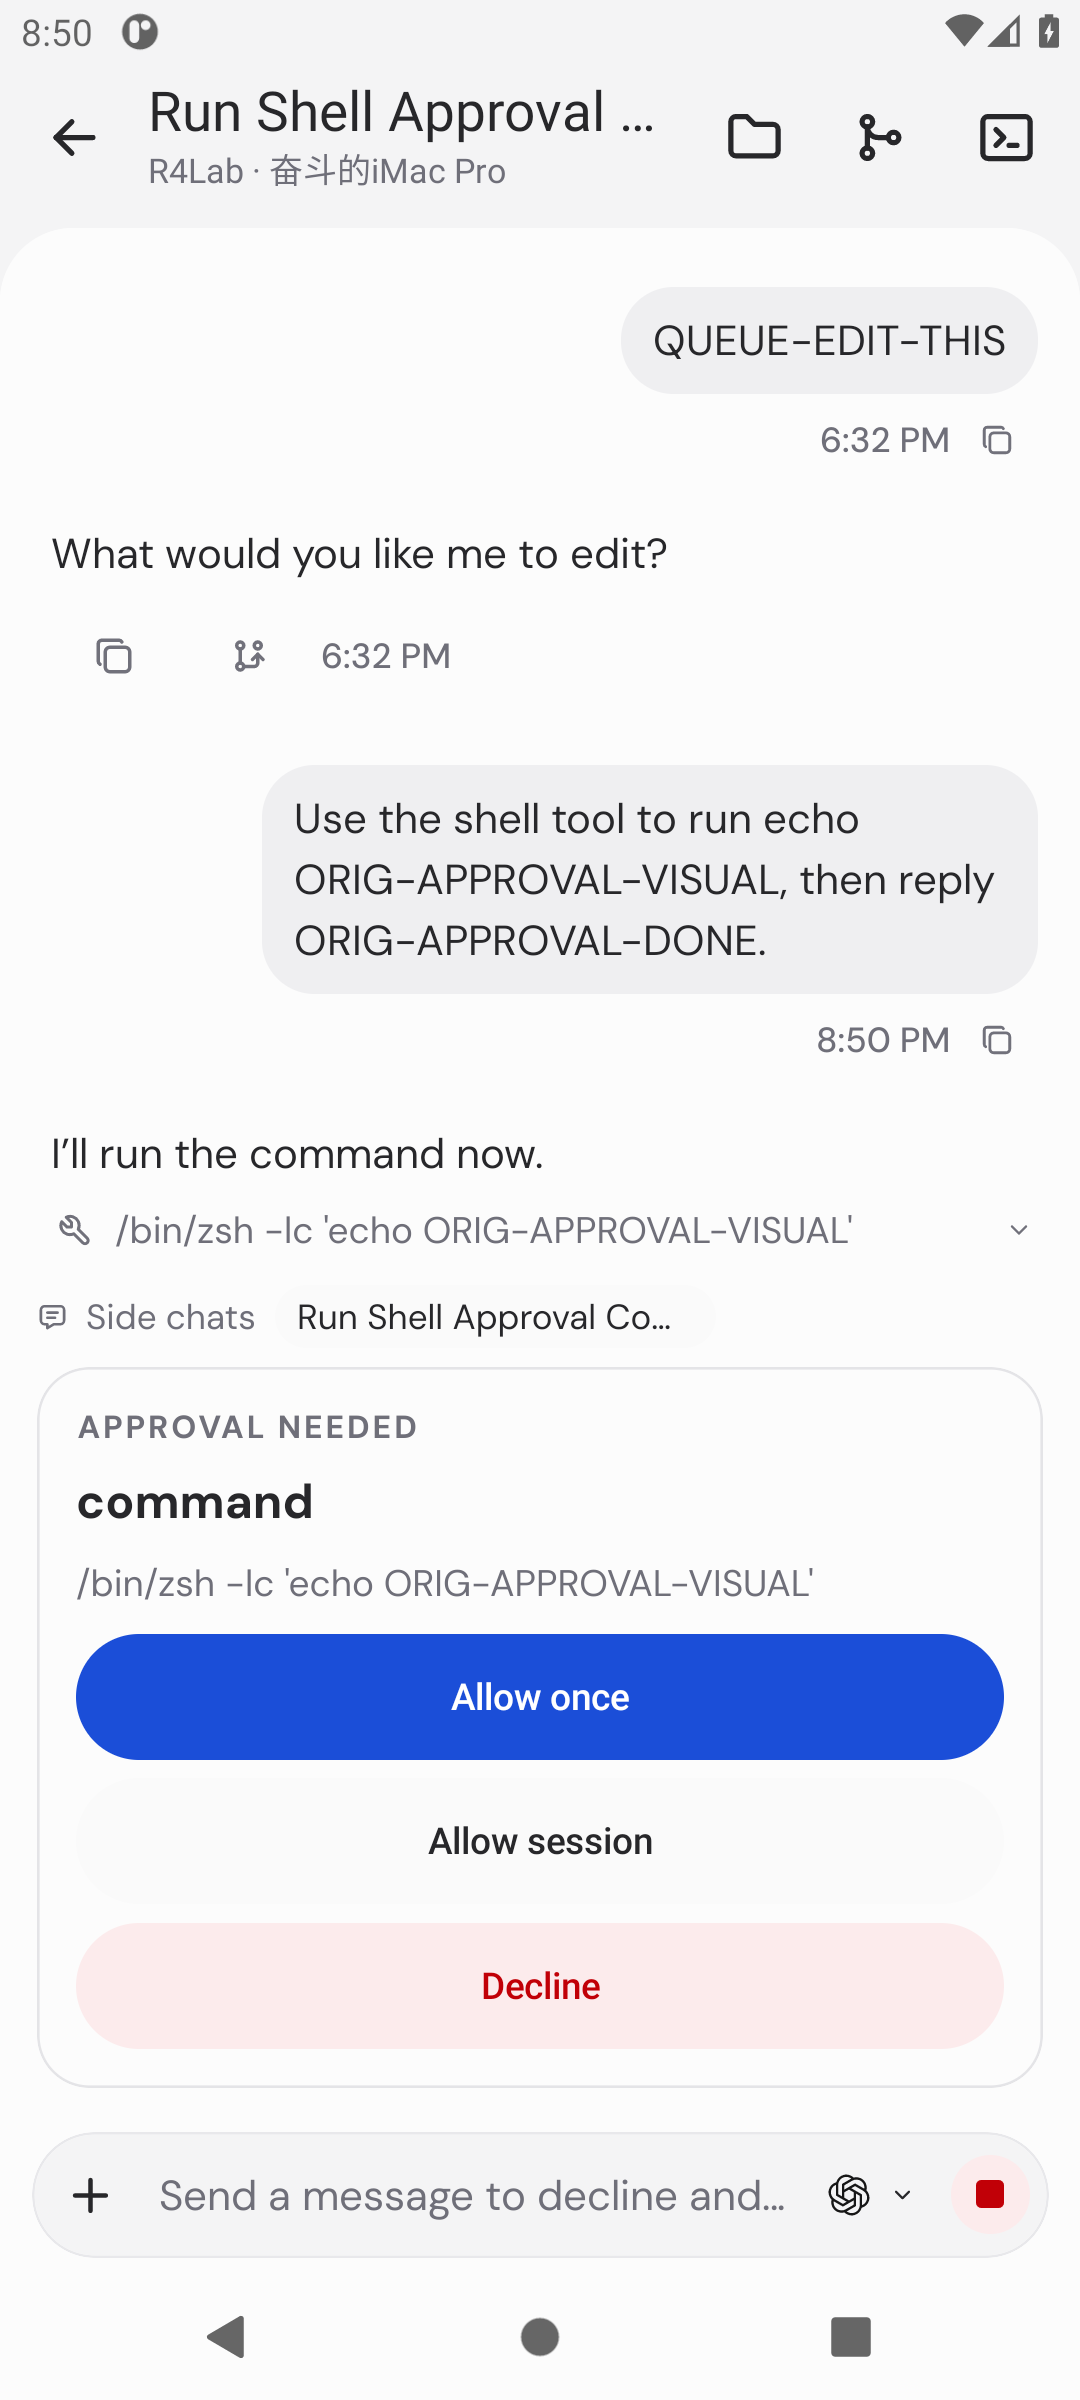 8:50
Run Shell Approval ...
R4Lab · 奋斗的iMac Pro
QUEUE-EDIT-THIS
6:32 PM
What would you like me to edit?
6:32 PM
Use the shell tool to run echo
ORIG-APPROVAL-VISUAL, then reply
ORIG-APPROVAL-DONE.
8:50 PM
I’ll run the command now.
/bin/zsh -lc 'echo ORIG-APPROVAL-VISUAL'
Side chats Run Shell Approval Co...
APPROVAL NEEDED
command
/bin/zsh -lc 'echo ORIG-APPROVAL-VISUAL'
Allow once
Allow session
Decline
Send a message to decline and...